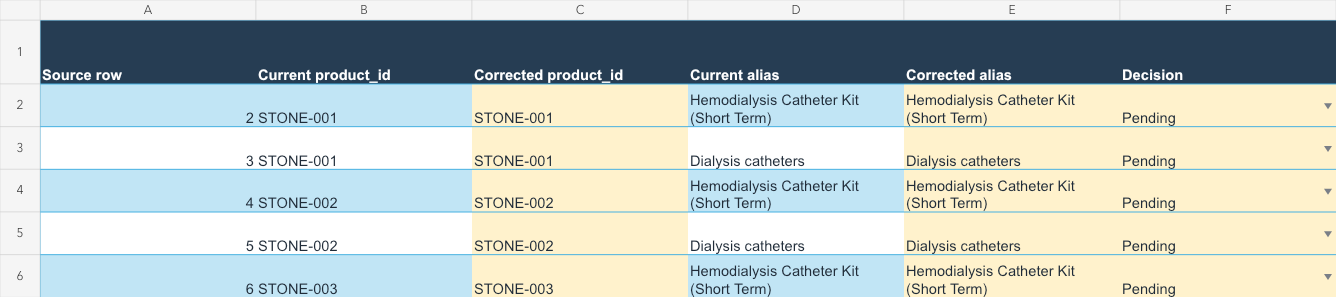 A B C D E F
1 Source row Current product_id Corrected product_id Current alias Corrected alias Decision
2 2 STONE-001 STONE-001 Hemodialysis Catheter Kit (Short Term) Hemodialysis Catheter Kit (Short Term) Pending
3 3 STONE-001 STONE-001 Dialysis catheters Dialysis catheters Pending
4 4 STONE-002 STONE-002 Hemodialysis Catheter Kit (Short Term) Hemodialysis Catheter Kit (Short Term) Pending
5 5 STONE-002 STONE-002 Dialysis catheters Dialysis catheters Pending
6 6 STONE-003 STONE-003 Hemodialysis Catheter Kit (Short Term) Hemodialysis Catheter Kit (Short Term) Pending